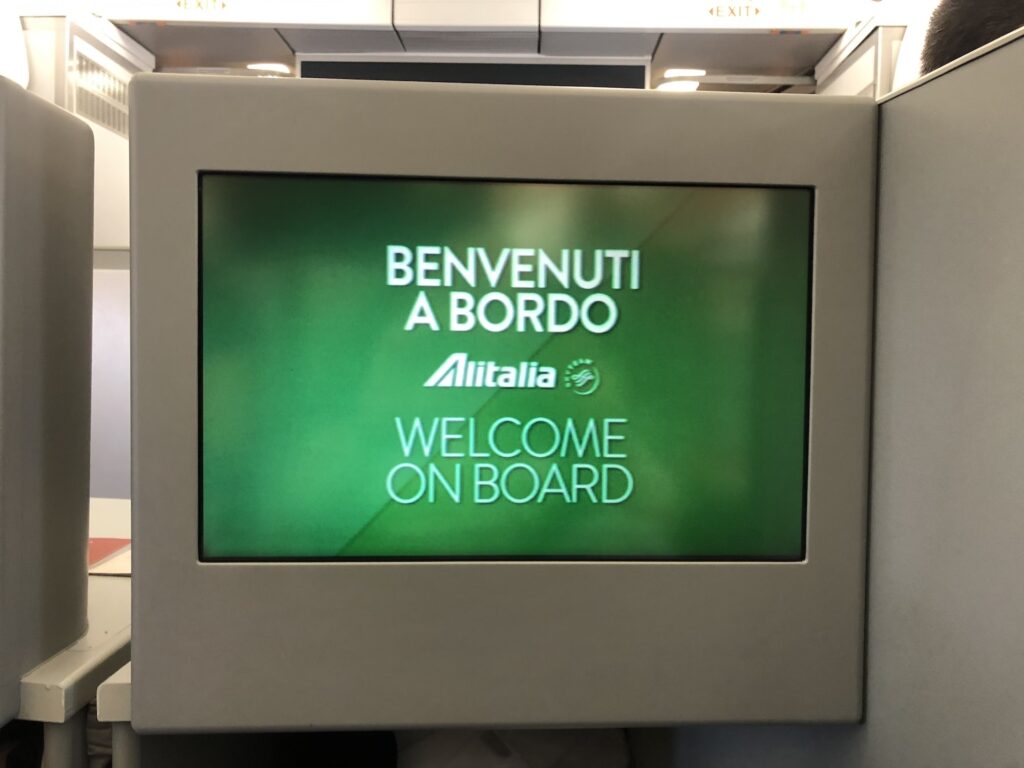 EXIT
EXIT
BENVENUTI
A BORDO
Alitalia
WELCOME
ON BOARD